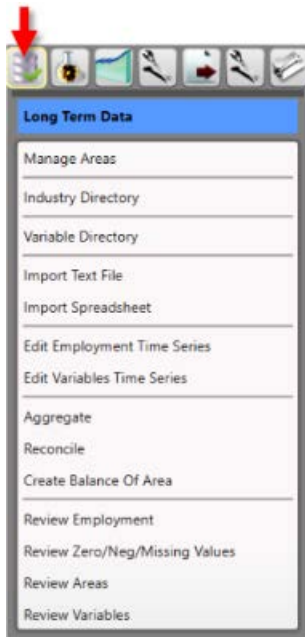 Long Term Data
Manage Areas
Industry Directory
Variable Directory
Import Text File
Import Spreadsheet
Edit Employment Time Series
Edit Variables Time Series
Aggregate
Reconcile
Create Balance Of Area
Review Employment
Review Zero/Neg/Missing Values
Review Areas
Review Variables